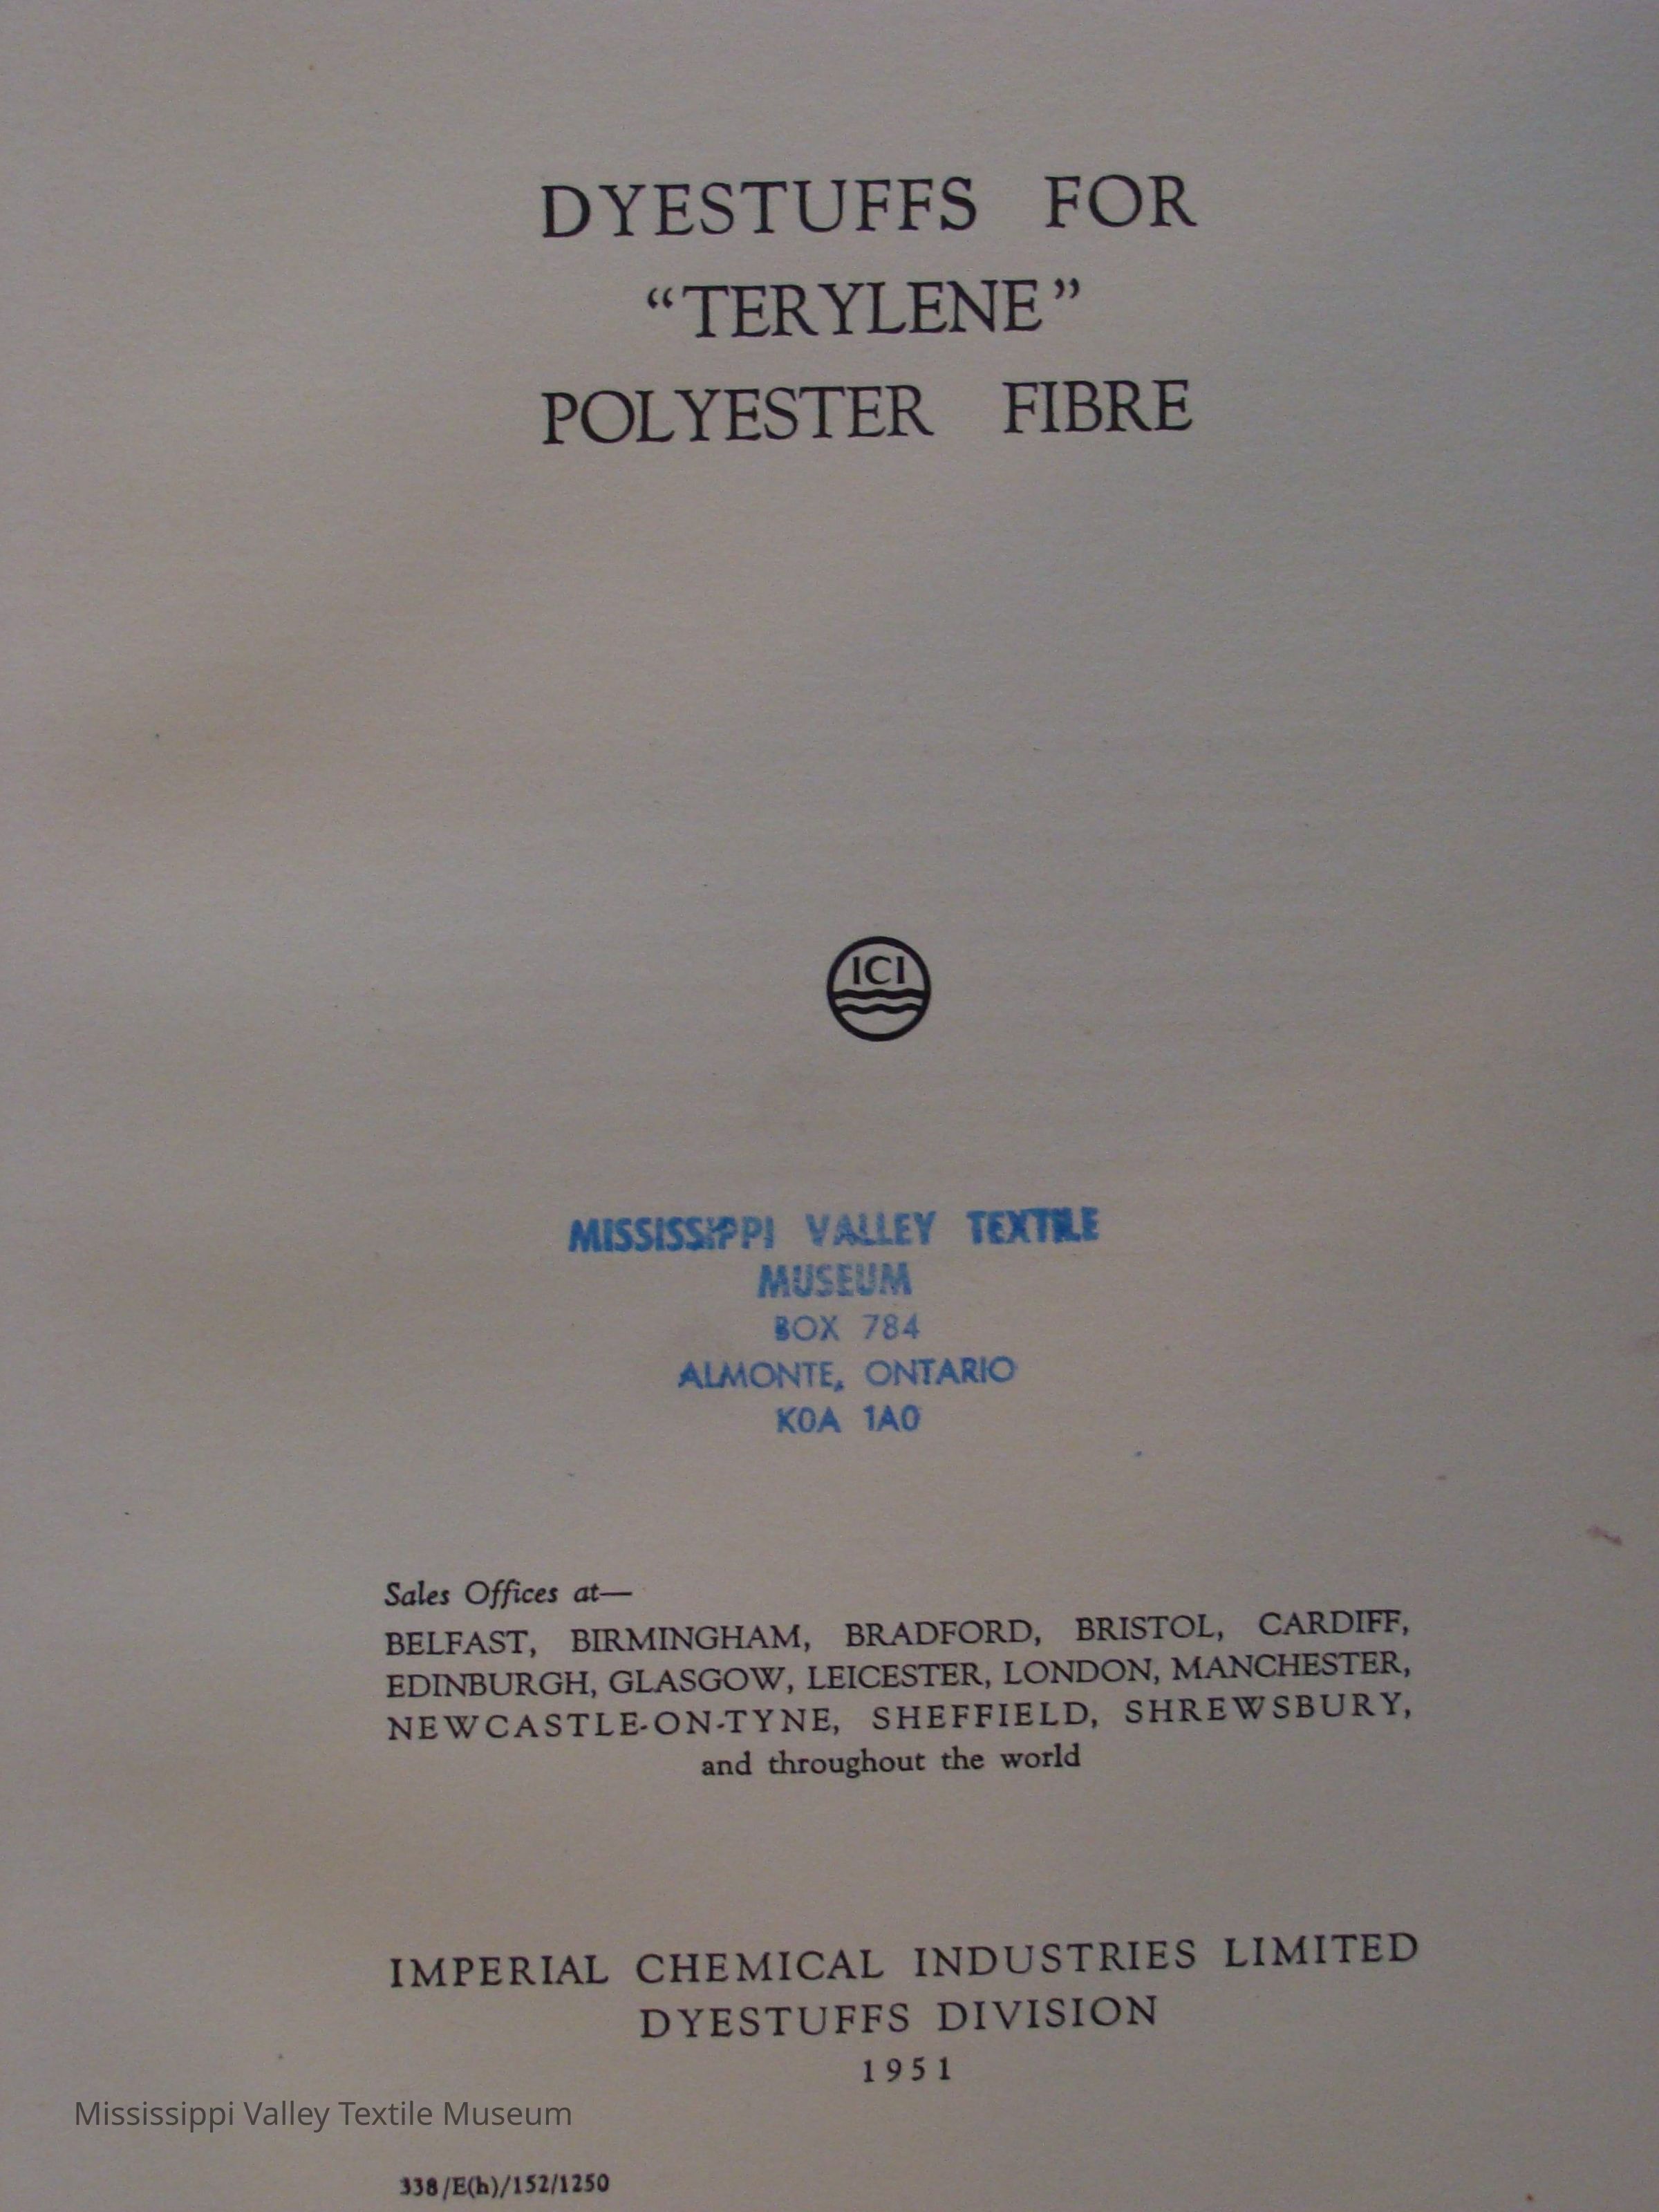 DYESTUFFS FOR
“TERYLENE”
POLYESTER FIBRE
ICI
MISSISSIPPI VALLEY TEXTILE
MUSEUM
BOX 784
ALMONTE, ONTARIO
K0A 1A0
Sales Offices at—
BELFAST, BIRMINGHAM, BRADFORD, BRISTOL, CARDIFF,
EDINBURGH, GLASGOW, LEICESTER, LONDON, MANCHESTER,
NEWCASTLE-ON-TYNE, SHEFFIELD, SHREWSBURY,
and throughout the world
IMPERIAL CHEMICAL INDUSTRIES LIMITED
DYESTUFFS DIVISION
1951
Mississippi Valley Textile Museum
338/E(h)/152/1250